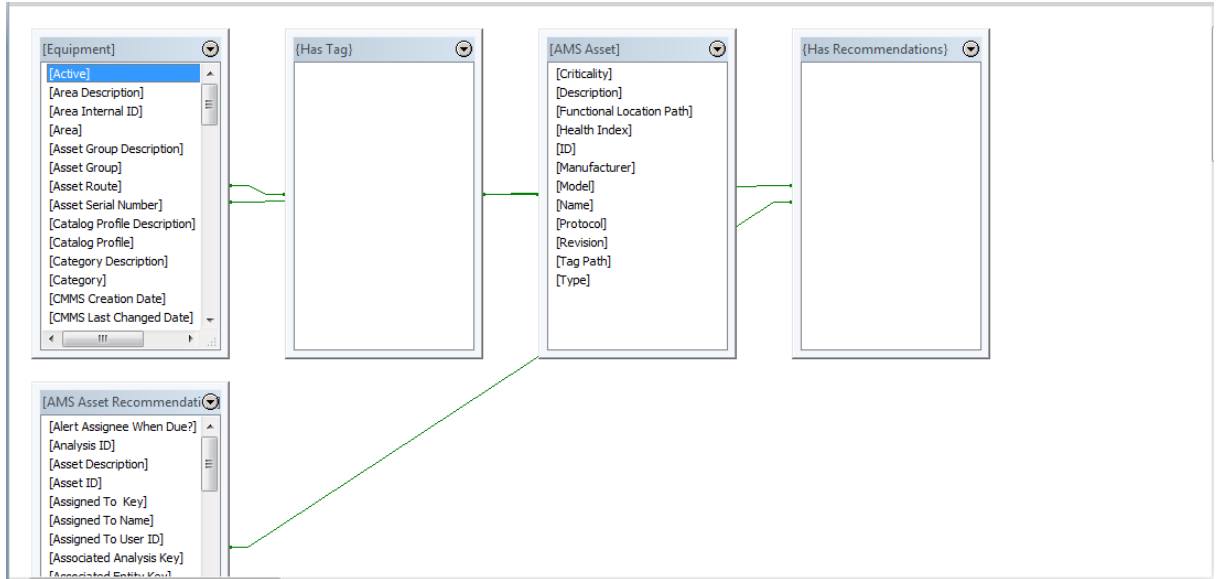 [Equipment]
[Active]
[Area Description]
[Area Internal ID]
[Area]
[Asset Group Description]
[Asset Group]
[Asset Route]
[Asset Serial Number]
[Catalog Profile Description]
[Catalog Profile]
[Category Description]
[Category]
[CMMS Creation Date]
[CMMS Last Changed Date]
{Has Tag}
[AMS Asset]
[Criticality]
[Description]
[Functional Location Path]
[Health Index]
[ID]
[Manufacturer]
[Model]
[Name]
[Protocol]
[Revision]
[Tag Path]
[Type]
{Has Recommendations}
[AMS Asset Recommendati
[Alert Assignee When Due?]
[Analysis ID]
[Asset Description]
[Asset ID]
[Assigned To  Key]
[Assigned To Name]
[Assigned To User ID]
[Associated Analysis Key]
[Associated Entity Key]